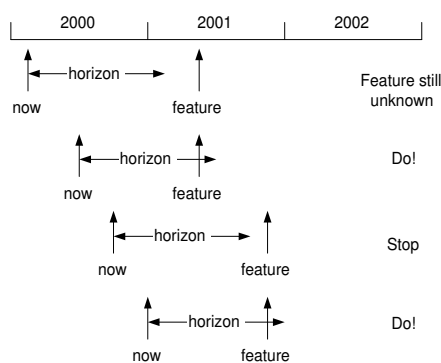 2000 2001 2002
horizon
now feature
Feature still
unknown
horizon
now feature
Do!
horizon
now feature
Stop
horizon
now feature
Do!